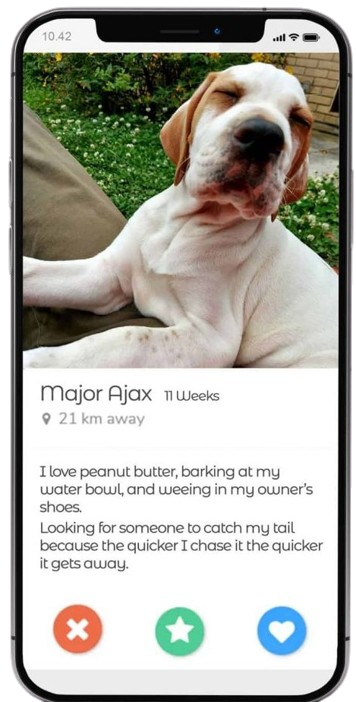 10.42
Major Ajax 11 Weeks
21 km away
I love peanut butter, barking at my
water bowl, and weeing in my owner's
shoes.
Looking for someone to catch my tail
because the quicker I chase it the quicker
it gets away.